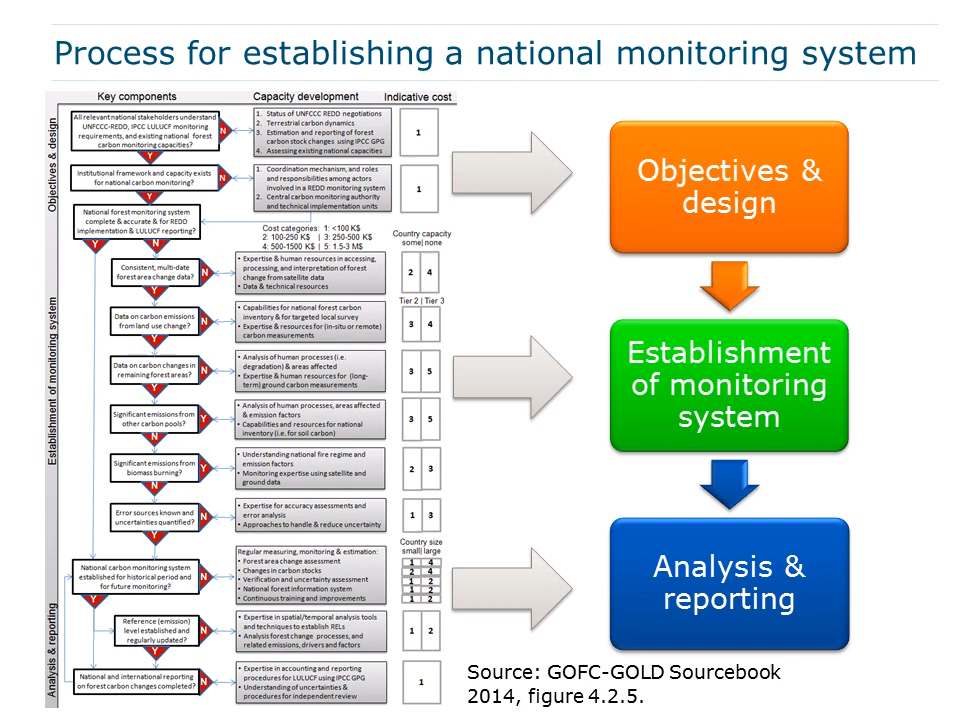 Process for establishing a national monitoring system
Key components
Capacity development
Indicative cost
Objectives & design
All relevant national stakeholders understand
UNFCCC-REDD, IPCC LULUCF monitoring
requirements, and existing national forest
carbon monitoring capacities?
N
Y
1. Status of UNFCCC REDD negotiations
2. Terrestrial carbon dynamics
3. Estimation and reporting of forest
carbon stock changes using IPCC GPG
4. Assessing existing national capacities
1
Institutional framework and capacity exists
for national carbon monitoring?
N
Y
1. Coordination mechanism, and roles
and responsibilities among actors
involved in a REDD monitoring system
2. Central carbon monitoring authority
and technical implementation units
1
National forest monitoring system
complete & accurate & for REDD
implementation & LULUCF reporting?
Y
N
Cost categories: 1: <100 K$
2: 100-250 K$ | 3: 250-500 K$
4: 500-1500 K$ | 5: 1.5-3 M$
Country capacity
some| none
Establishment of monitoring system
Consistent, multi-date
forest area change data?
N
Y
• Expertise & human resources in accessing,
processing, and interpretation of forest
change from satellite data
• Data & technical resources
2 4
Tier 2 | Tier 3
Data on carbon emissions
from land use change?
N
Y
• Capabilities for national forest carbon
inventory & for targeted local survey
• Expertise & resources for (in-situ or remote)
carbon measurements
3 4
Data on carbon changes in
remaining forest areas?
N
Y
• Analysis of human processes (i.e.
degradation) & areas affected
• Expertise & human resources for (long-
term) ground carbon measurements
3 5
Significant emissions from
other carbon pools?
Y
N
• Analysis of human processes, areas affected
& emission factors
• Capabilities and resources for national
inventory (i.e. for soil carbon)
3 5
Significant emissions from
biomass burning?
Y
N
• Understanding national fire regime and
emission factors
• Monitoring expertise using satellite and
ground data
2 3
Error sources known and
uncertainties quantified?
N
Y
• Expertise for accuracy assessments and
error analysis
• Approaches to handle & reduce uncertainty
1 3
Country size
small| large
Analysis & reporting
National carbon monitoring system
established for historical period and
for future monitoring?
N
Y
Regular measuring, monitoring & estimation:
• Forest area change assessment
• Changes in carbon stocks
• Verification and uncertainty assessment
• National forest information system
• Continuous training and improvements
1 4
2 4
1 2
1 2
1 2
Reference (emission)
level established and
regularly updated?
N
Y
• Expertise in spatial/temporal analysis tools
and techniques to establish RELs
• Analysis forest change processes, and
related emissions, drivers and factors
1 2
National and international reporting
on forest carbon changes completed?
N
• Expertise in accounting and reporting
procedures for LULUCF using IPCC GPG
• Understanding of uncertainties &
procedures for independent review
1
Objectives &
design
Establishment
of monitoring
system
Analysis &
reporting
Source: GOFC-GOLD Sourcebook
2014, figure 4.2.5.